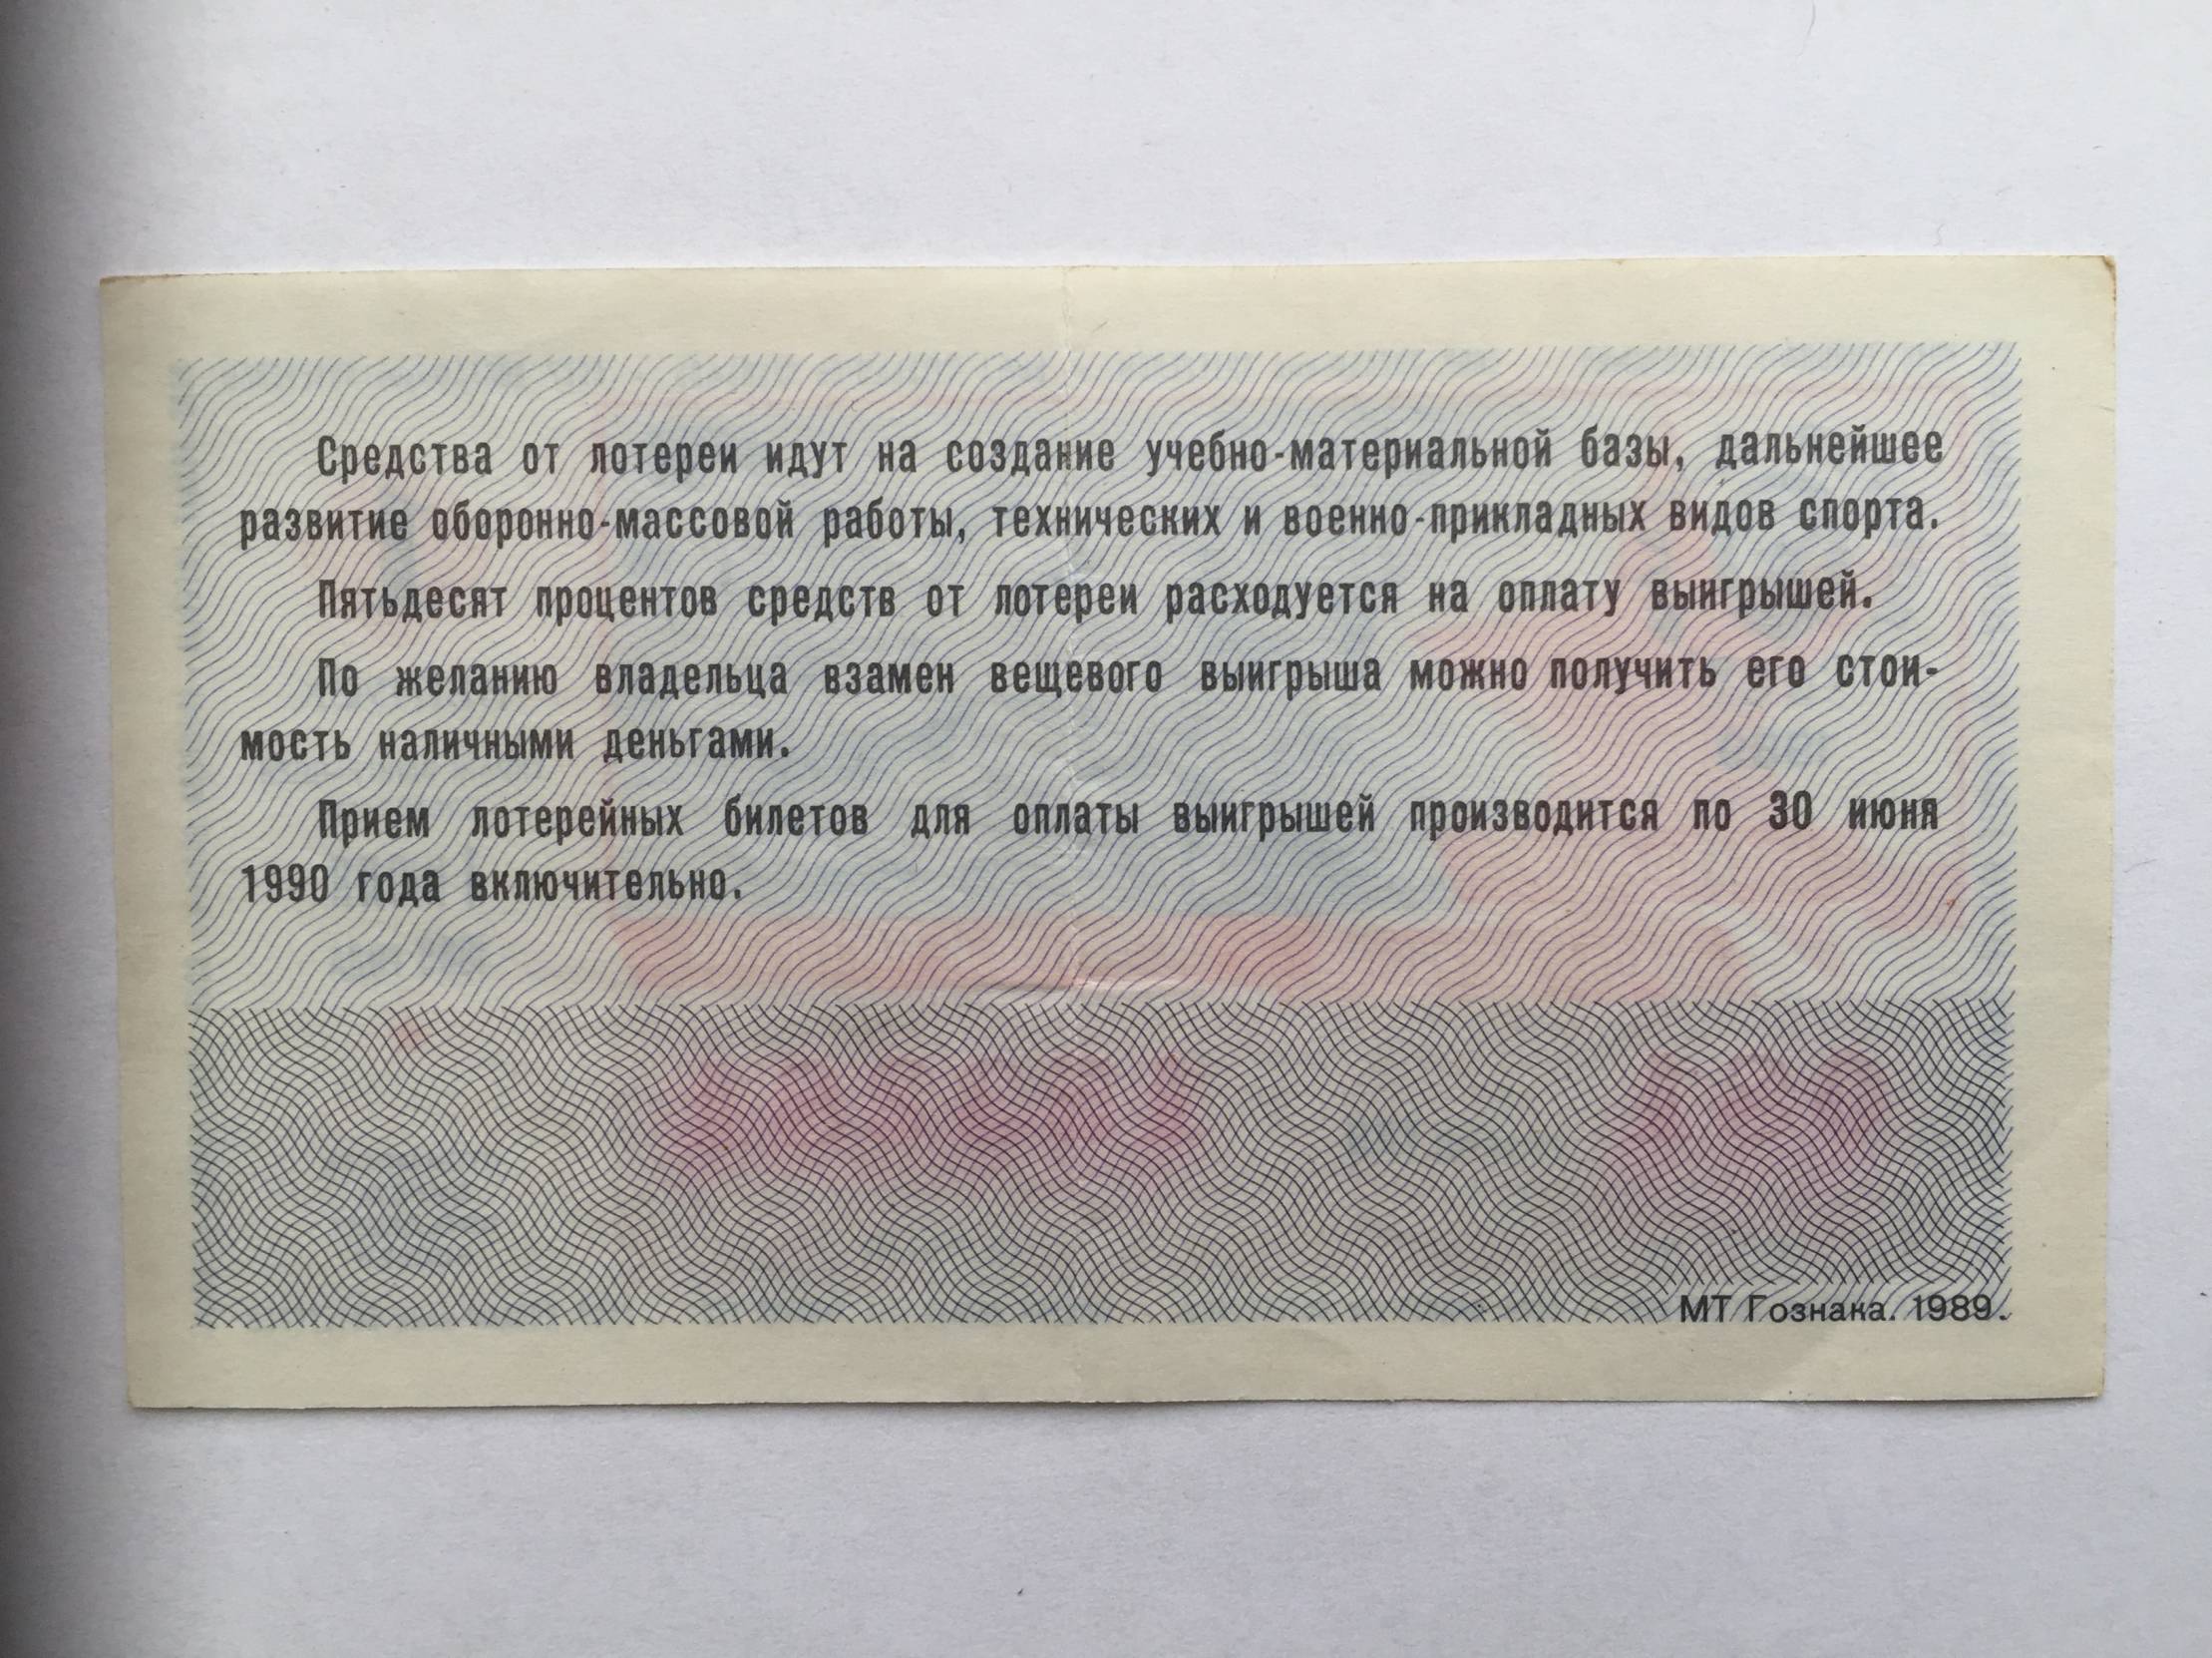 Средства от лотереи идут на создание учебно-материальной базы, дальнейшее
развитие оборонно-массовой работы, технических и военно-прикладных видов спорта.
Пятьдесят процентов средств от лотереи расходуется на оплату выигрышей.
По желанию владельца взамен вещевого выигрыша можно получить его стои-
мость наличными деньгами.
Прием лотерейных билетов для оплаты выигрышей производится по 30 июня
1990 года включительно.
МТ Гознака. 1989.